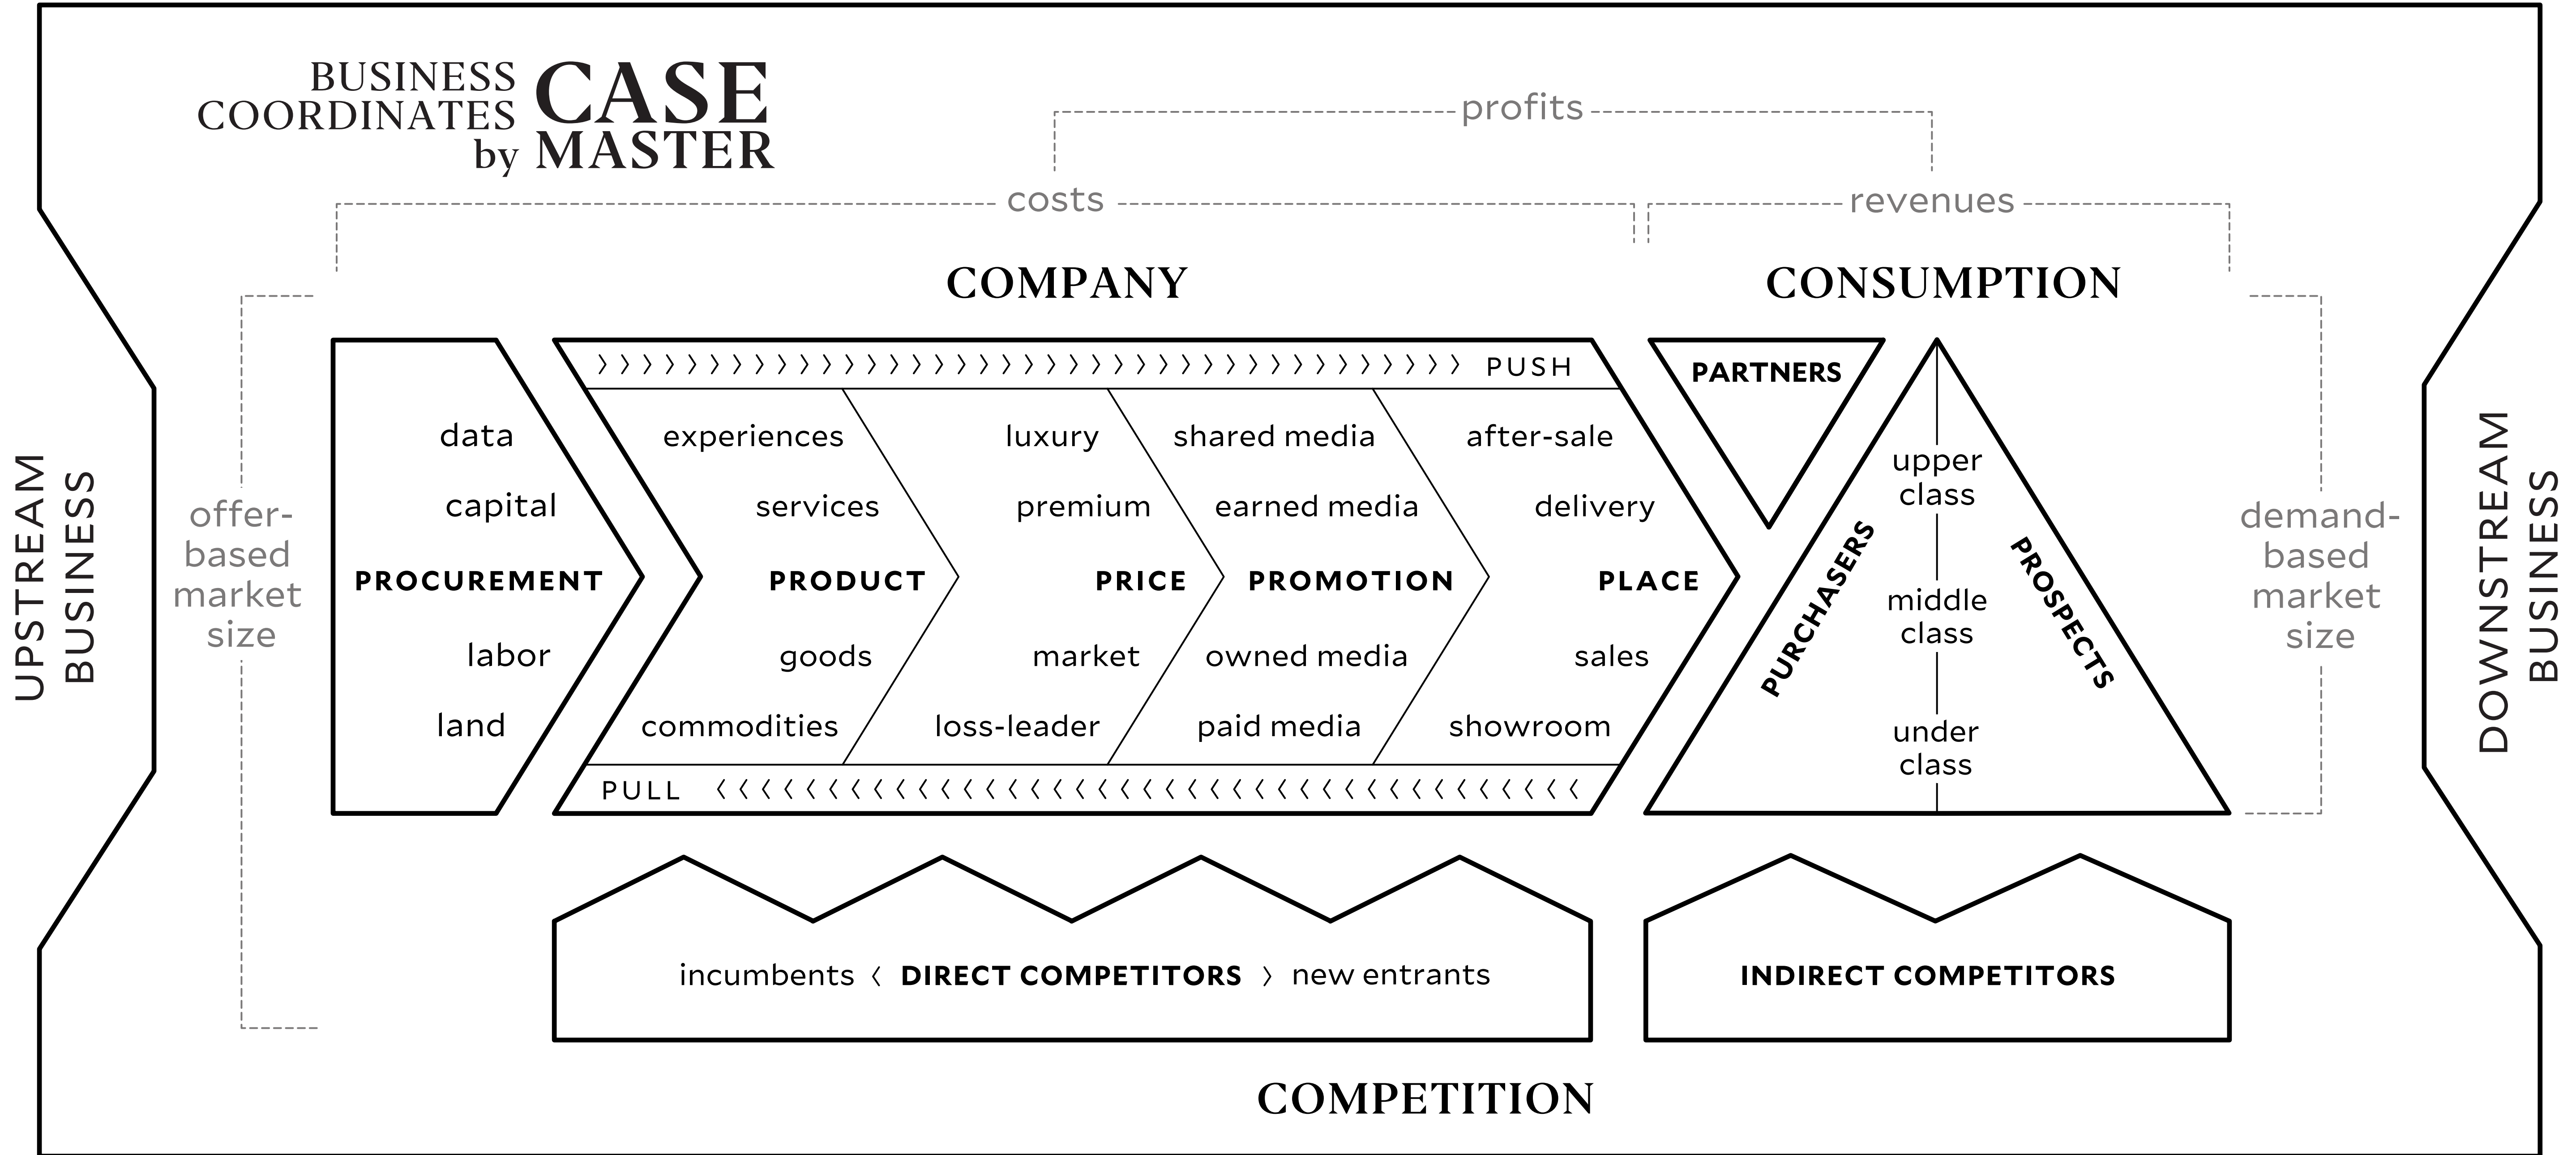 BUSINESS
COORDINATES
by
CASE
MASTER
profits
costs
revenues
COMPANY
CONSUMPTION
UPSTREAM
BUSINESS
offer-
based
market
size
data
capital
PROCUREMENT
labor
land
PUSH
experiences
services
PRODUCT
goods
commodities
luxury
premium
PRICE
market
loss-leader
shared media
earned media
PROMOTION
owned media
paid media
after-sale
delivery
PLACE
sales
showroom
PULL
PARTNERS
PURCHASERS
upper
class
middle
class
under
class
PROSPECTS
demand-
based
market
size
DOWNSTREAM
BUSINESS
incumbents 〈 DIRECT COMPETITORS 〉 new entrants
INDIRECT COMPETITORS
COMPETITION